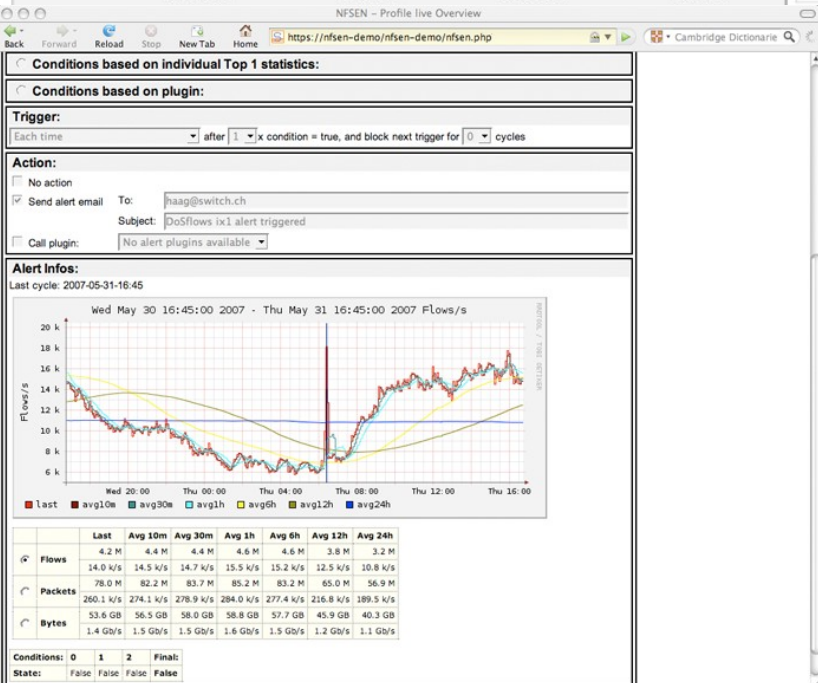 NFSEN – Profile live Overview
Back Forward Reload Stop New Tab Home https://nfsen-demo/nfsen-demo/nfsen.php Cambridge Dictionarie
Conditions based on individual Top 1 statistics:
Conditions based on plugin:
Trigger:
Each time after 1 x condition = true, and block next trigger for 0 cycles
Action:
No action
Send alert email To: haag@switch.ch
Subject: DoSflows ix1 alert triggered
Call plugin: No alert plugins available
Alert Infos:
Last cycle: 2007-05-31-16:45
Wed May 30 16:45:00 2007 - Thu May 31 16:45:00 2007 Flows/s
RRDTOOL / TOBI OETIKER
Flows/s
20 k
18 k
16 k
14 k
12 k
10 k
8 k
6 k
Wed 20:00 Thu 00:00 Thu 04:00 Thu 08:00 Thu 12:00 Thu 16:00
last avg10m avg30m avg1h avg6h avg12h avg24h
Last Avg 10m Avg 30m Avg 1h Avg 6h Avg 12h Avg 24h
Flows
4.2 M 4.4 M 4.4 M 4.6 M 4.6 M 3.8 M 3.2 M
14.0 k/s 14.5 k/s 14.7 k/s 15.5 k/s 15.2 k/s 12.5 k/s 10.8 k/s
Packets
78.0 M 82.2 M 83.7 M 85.2 M 83.2 M 65.0 M 56.9 M
260.1 k/s 274.1 k/s 278.9 k/s 284.0 k/s 277.4 k/s 216.8 k/s 189.5 k/s
Bytes
53.6 GB 56.5 GB 58.0 GB 58.8 GB 57.7 GB 45.9 GB 40.3 GB
1.4 Gb/s 1.5 Gb/s 1.5 Gb/s 1.6 Gb/s 1.5 Gb/s 1.2 Gb/s 1.1 Gb/s
Conditions: 0 1 2 Final:
State: False False False False